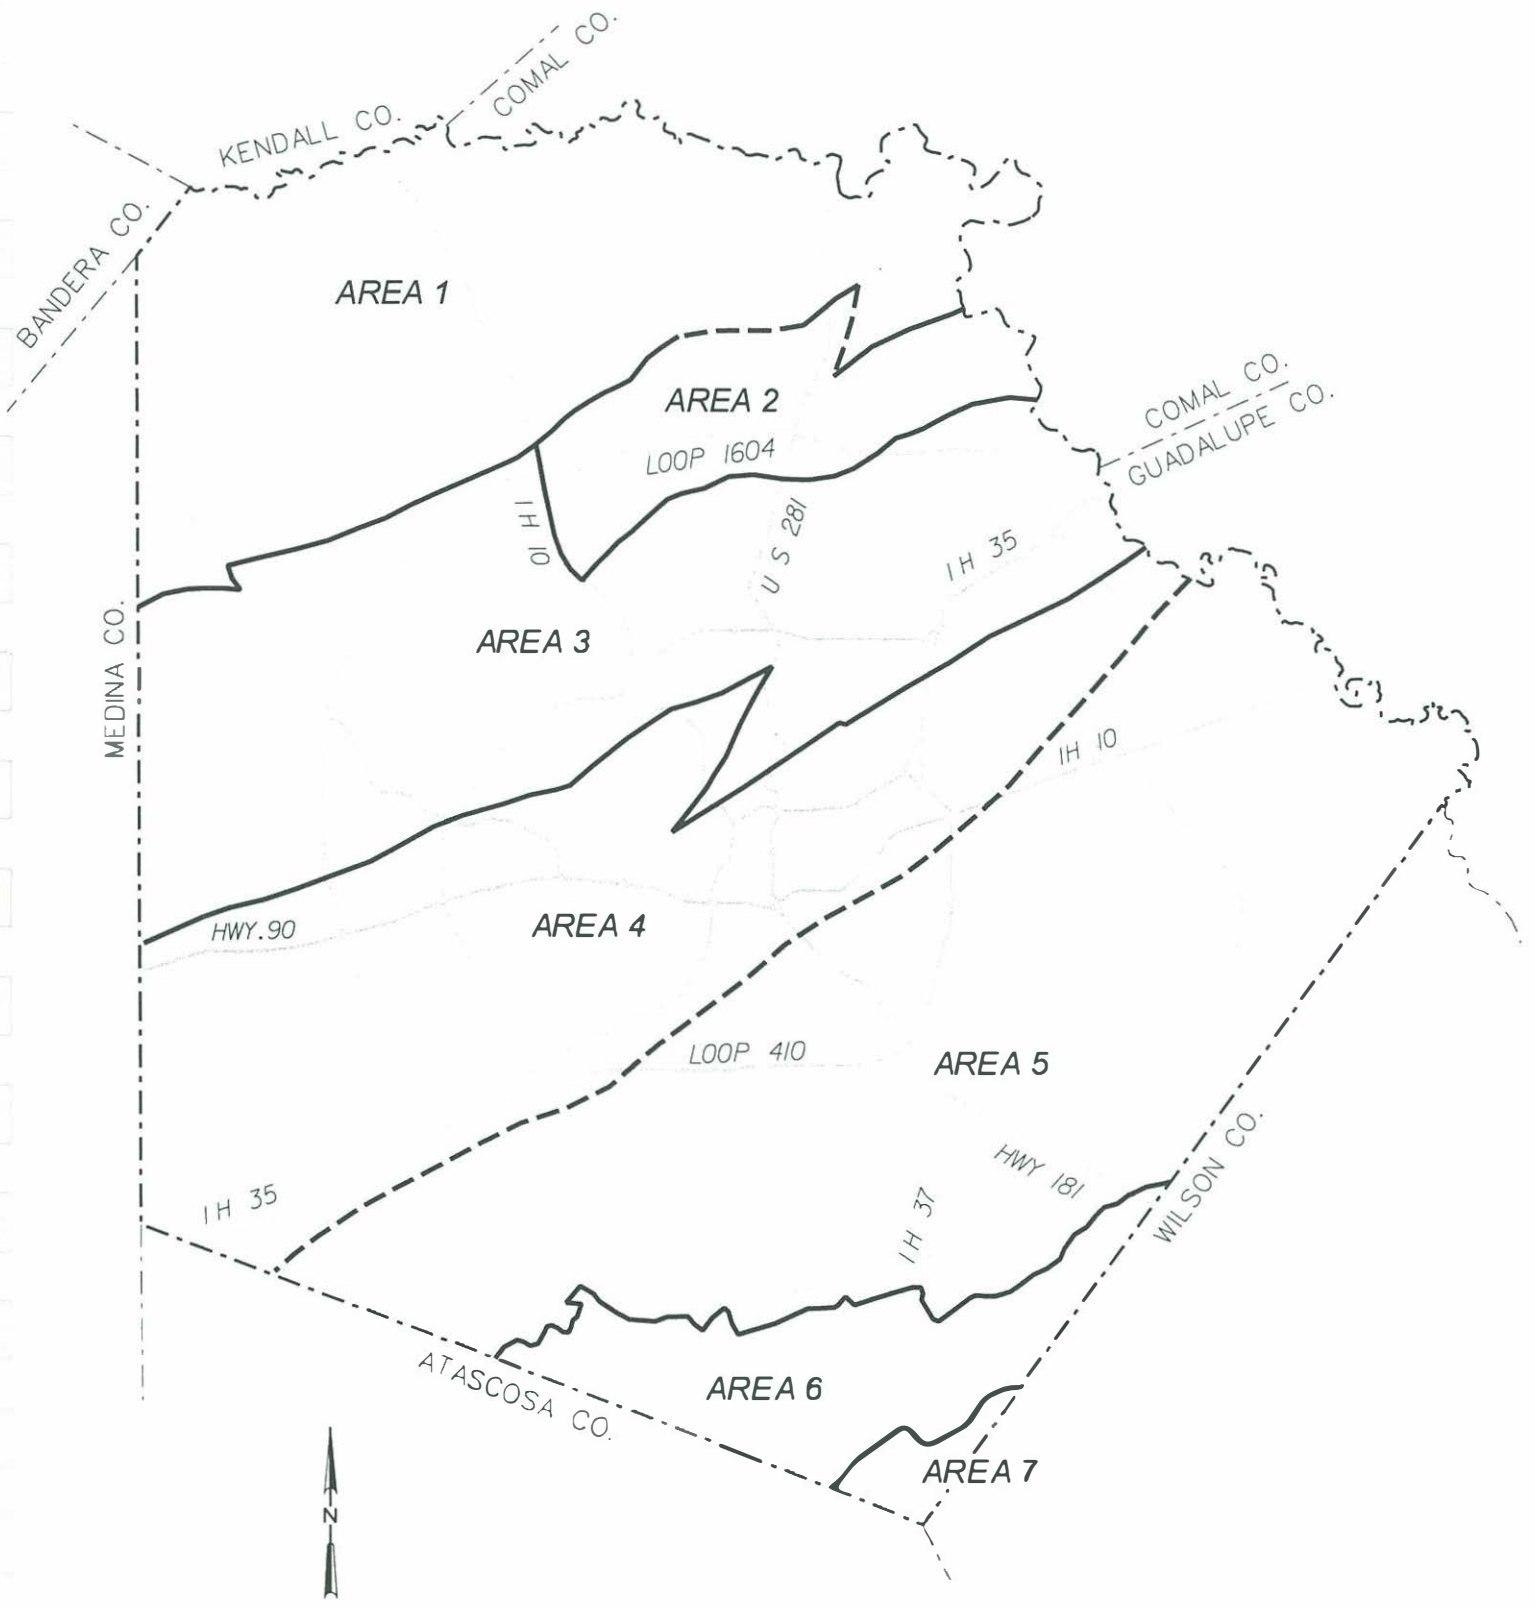 COMAL CO.
KENDALL CO.
BANDERA CO.
AREA 1
COMAL CO.
GUADALUPE CO.
AREA 2
LOOP 1604
IH 10
U S 281
IH 35
AREA 3
MEDINA CO.
IH 10
HWY.90
AREA 4
LOOP 410
AREA 5
HWY 181
WILSON CO.
IH 35
IH 37
ATASCOSA CO.
AREA 6
AREA 7
N